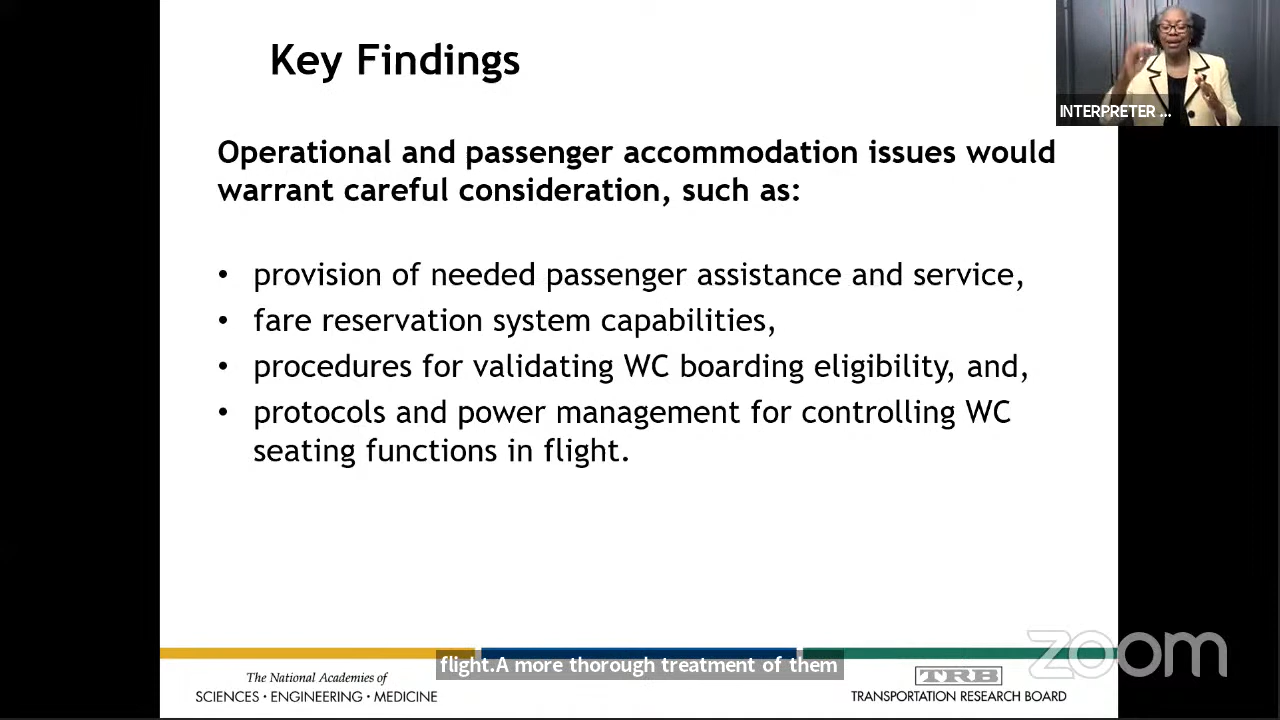 Key Findings
INTERPRETER ...
Operational and passenger accommodation issues would
warrant careful consideration, such as:
• provision of needed passenger assistance and service,
• fare reservation system capabilities,
• procedures for validating WC boarding eligibility, and,
• protocols and power management for controlling WC
seating functions in flight.
zoom
flight.A more thorough treatment of them
The National Academies of
SCIENCES • ENGINEERING • MEDICINE
TRB
TRANSPORTATION RESEARCH BOARD